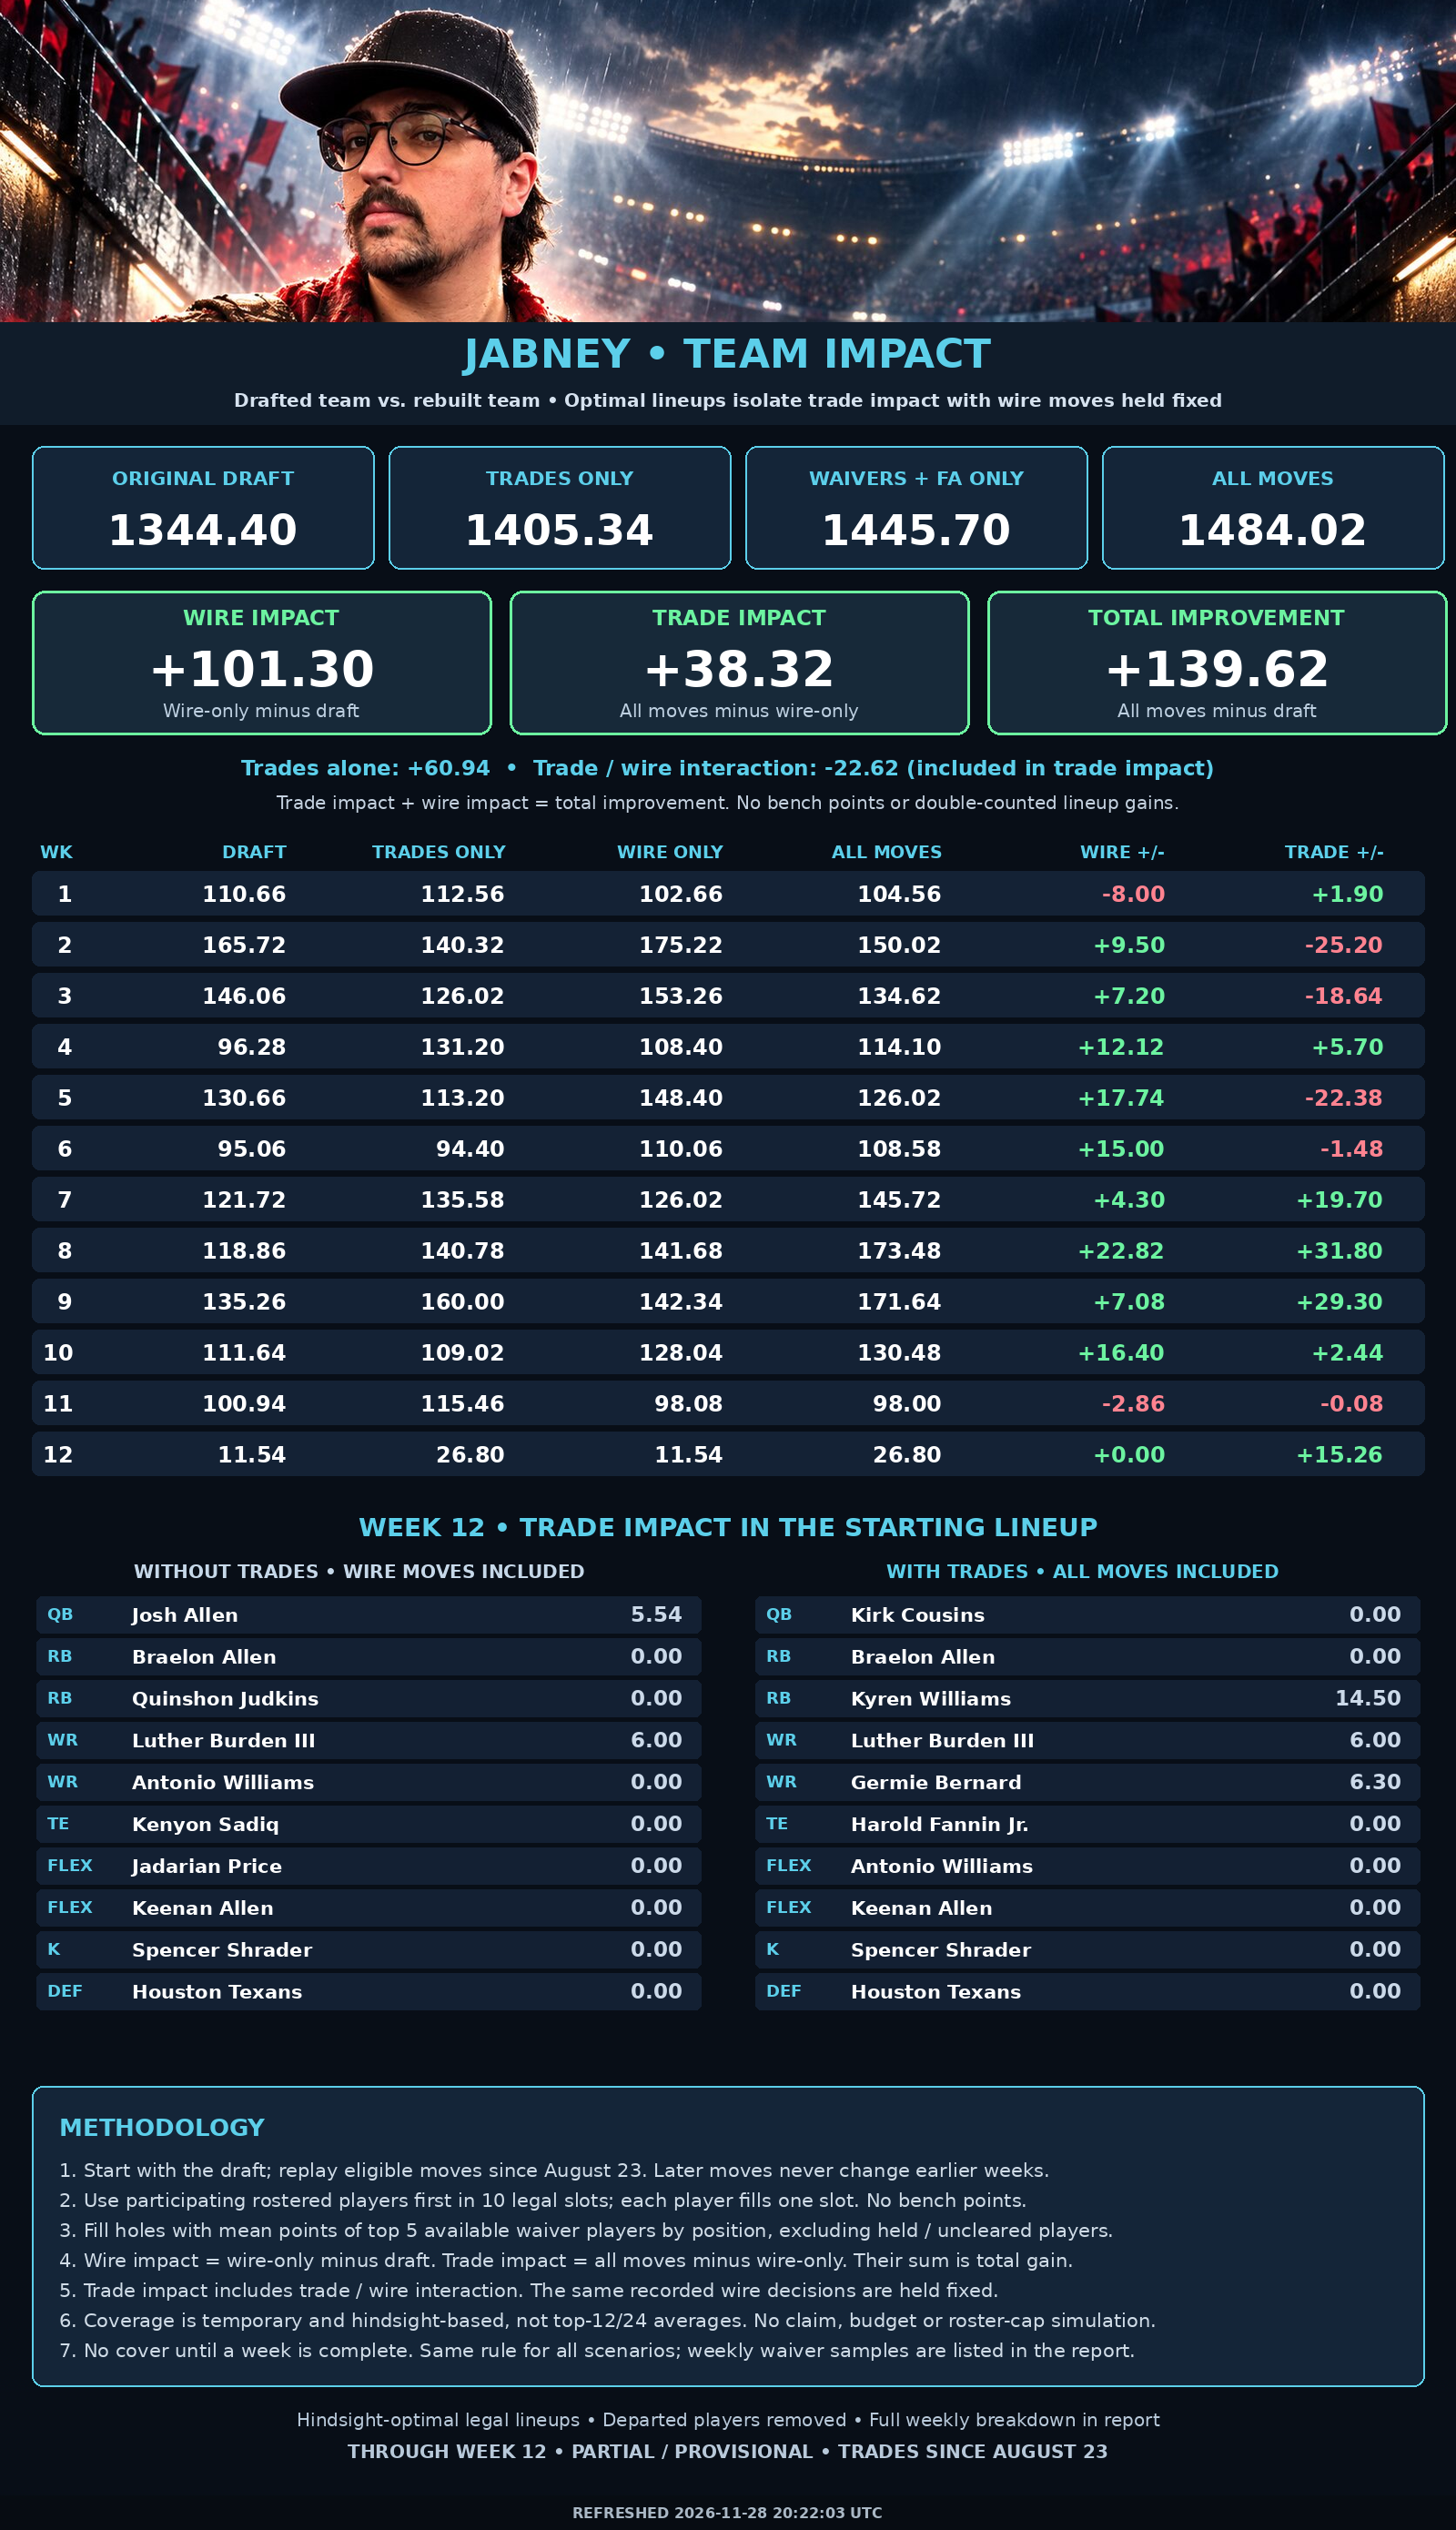 JABNEY • TEAM IMPACT
Drafted team vs. rebuilt team • Optimal lineups isolate trade impact with wire moves held fixed
ORIGINAL DRAFT TRADES ONLY WAIVERS + FA ONLY ALL MOVES
1344.40 1405.34 1445.70 1484.02
WIRE IMPACT TRADE IMPACT TOTAL IMPROVEMENT
+101.30 +38.32 +139.62
Wire-only minus draft All moves minus wire-only All moves minus draft
Trades alone: +60.94 • Trade / wire interaction: -22.62 (included in trade impact)
Trade impact + wire impact = total improvement. No bench points or double-counted lineup gains.
WK DRAFT TRADES ONLY WIRE ONLY ALL MOVES WIRE +/- TRADE +/-
1 110.66 112.56 102.66 104.56 -8.00 +1.90
2 165.72 140.32 175.22 150.02 +9.50 -25.20
3 146.06 126.02 153.26 134.62 +7.20 -18.64
4 96.28 131.20 108.40 114.10 +12.12 +5.70
5 130.66 113.20 148.40 126.02 +17.74 -22.38
6 95.06 94.40 110.06 108.58 +15.00 -1.48
7 121.72 135.58 126.02 145.72 +4.30 +19.70
8 118.86 140.78 141.68 173.48 +22.82 +31.80
9 135.26 160.00 142.34 171.64 +7.08 +29.30
10 111.64 109.02 128.04 130.48 +16.40 +2.44
11 100.94 115.46 98.08 98.00 -2.86 -0.08
12 11.54 26.80 11.54 26.80 +0.00 +15.26
WEEK 12 • TRADE IMPACT IN THE STARTING LINEUP
WITHOUT TRADES • WIRE MOVES INCLUDED
QB Josh Allen 5.54
RB Braelon Allen 0.00
RB Quinshon Judkins 0.00
WR Luther Burden III 6.00
WR Antonio Williams 0.00
TE Kenyon Sadiq 0.00
FLEX Jadarian Price 0.00
FLEX Keenan Allen 0.00
K Spencer Shrader 0.00
DEF Houston Texans 0.00
WITH TRADES • ALL MOVES INCLUDED
QB Kirk Cousins 0.00
RB Braelon Allen 0.00
RB Kyren Williams 14.50
WR Luther Burden III 6.00
WR Germie Bernard 6.30
TE Harold Fannin Jr. 0.00
FLEX Antonio Williams 0.00
FLEX Keenan Allen 0.00
K Spencer Shrader 0.00
DEF Houston Texans 0.00
METHODOLOGY
1. Start with the draft; replay eligible moves since August 23. Later moves never change earlier weeks.
2. Use participating rostered players first in 10 legal slots; each player fills one slot. No bench points.
3. Fill holes with mean points of top 5 available waiver players by position, excluding held / uncleared players.
4. Wire impact = wire-only minus draft. Trade impact = all moves minus wire-only. Their sum is total gain.
5. Trade impact includes trade / wire interaction. The same recorded wire decisions are held fixed.
6. Coverage is temporary and hindsight-based, not top-12/24 averages. No claim, budget or roster-cap simulation.
7. No cover until a week is complete. Same rule for all scenarios; weekly waiver samples are listed in the report.
Hindsight-optimal legal lineups • Departed players removed • Full weekly breakdown in report
THROUGH WEEK 12 • PARTIAL / PROVISIONAL • TRADES SINCE AUGUST 23
REFRESHED 2026-11-28 20:22:03 UTC